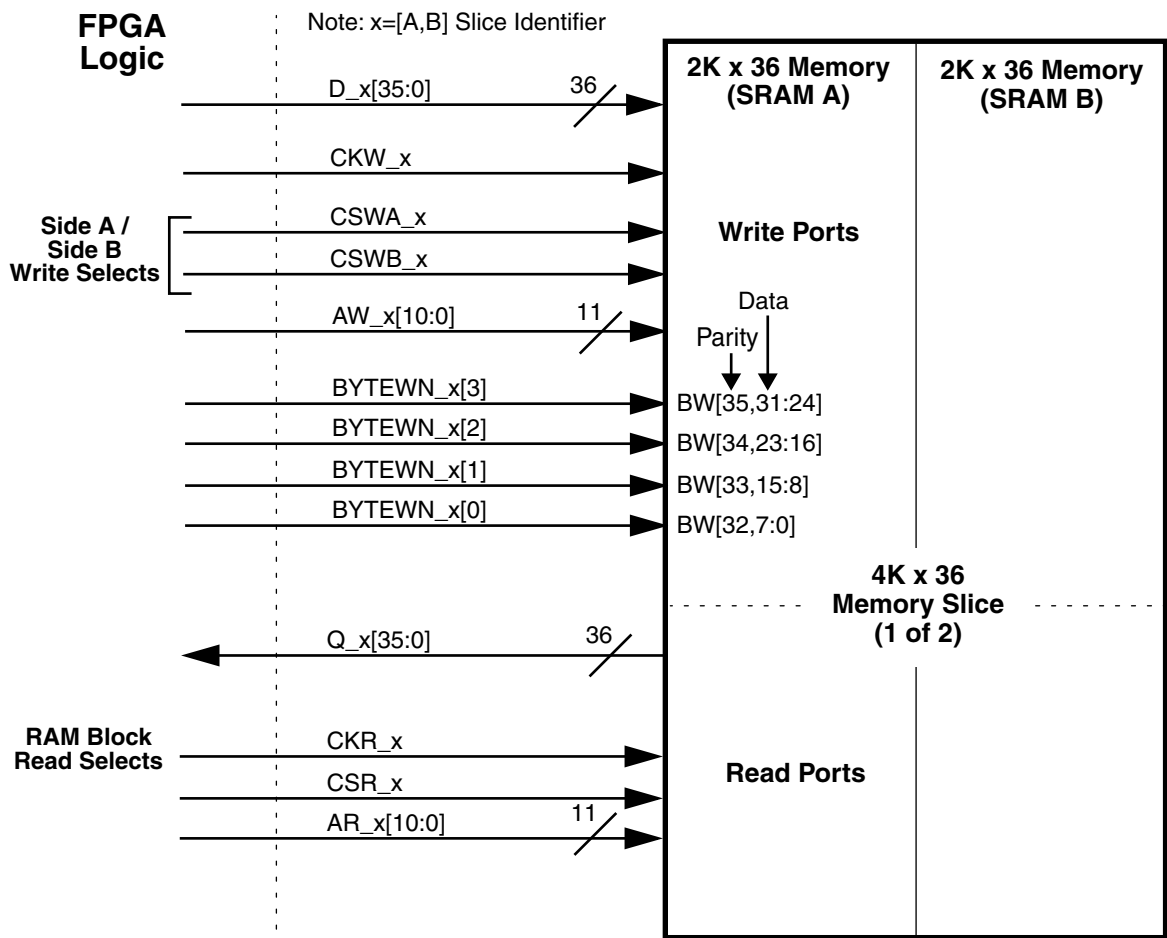 FPGA
Logic
Note: x=[A,B] Slice Identifier
2K x 36 Memory
(SRAM A)
2K x 36 Memory
(SRAM B)
D_x[35:0]
36
CKW_x
Side A /
Side B
Write Selects
CSWA_x
CSWB_x
Write Ports
AW_x[10:0]
11
Data
Parity
BYTEWN_x[3]
BW[35,31:24]
BYTEWN_x[2]
BW[34,23:16]
BYTEWN_x[1]
BW[33,15:8]
BYTEWN_x[0]
BW[32,7:0]
4K x 36
Memory Slice
(1 of 2)
Q_x[35:0]
36
RAM Block
Read Selects
CKR_x
CSR_x
Read Ports
AR_x[10:0]
11